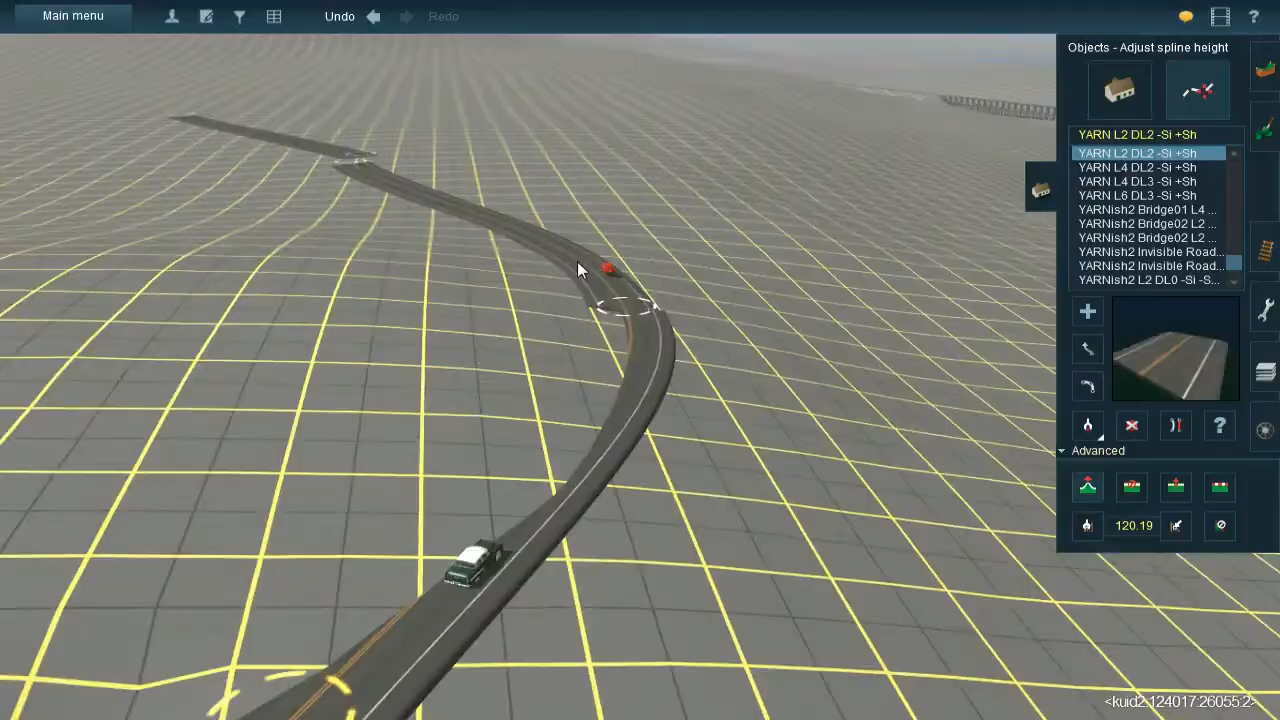 Main menu
Undo
Redo
?
Objects - Adjust spline height
YARN L2 DL2 -Si +Sh
YARN L2 DL2 -Si +Sh
YARN L4 DL2 -Si +Sh
YARN L4 DL3 -Si +Sh
YARN L6 DL3 -Si +Sh
YARNish2 Bridge01 L4 ...
YARNish2 Bridge02 L2 ...
YARNish2 Bridge02 L2 ...
YARNish2 Invisible Road...
YARNish2 Invisible Road...
YARNish2 L2 DL0 -Si -S...
?
Advanced
120.19
<kuid2:124017:26055:2>